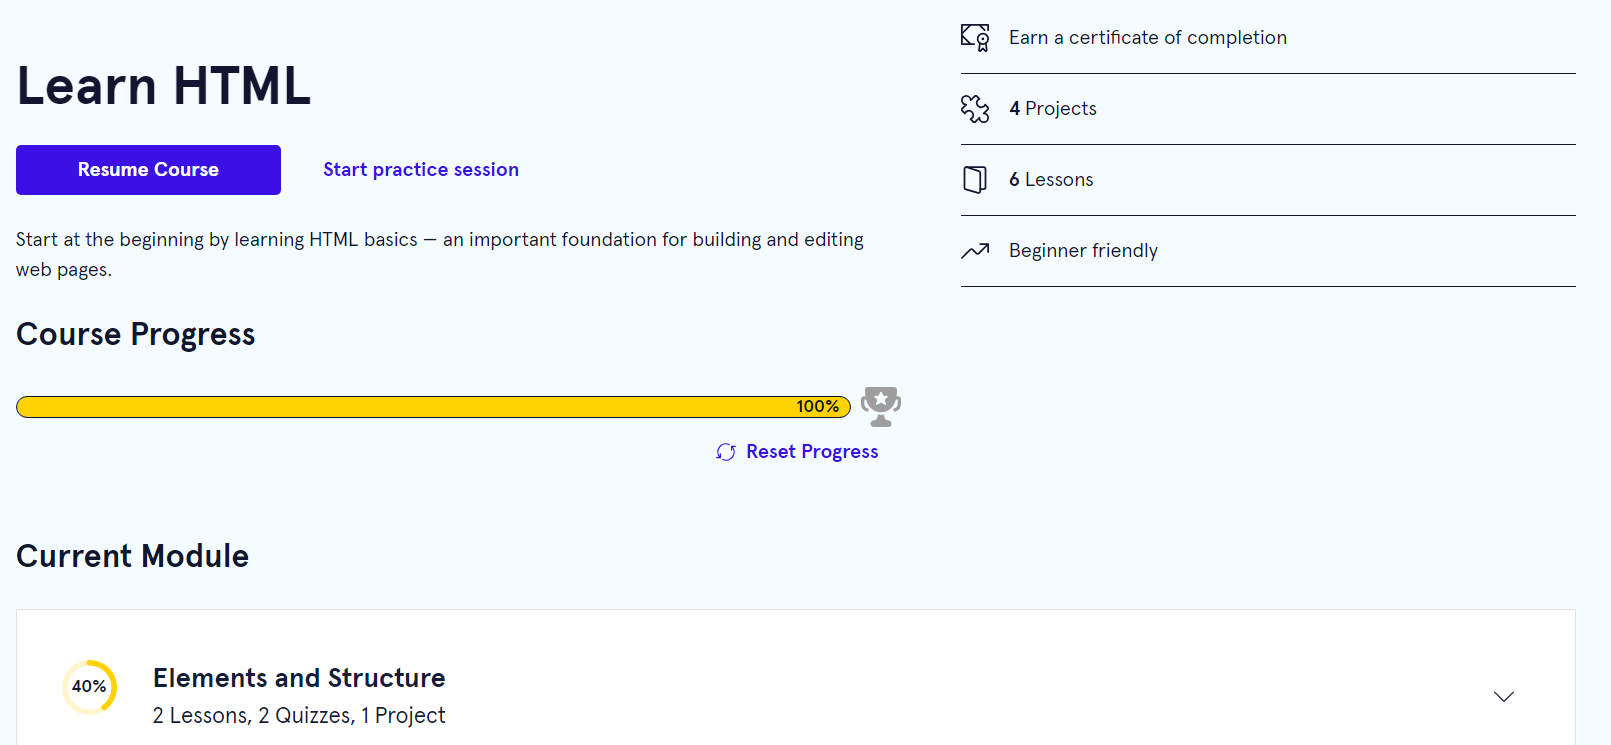 Learn HTML
Resume Course
Start practice session
Start at the beginning by learning HTML basics — an important foundation for building and editing
web pages.
Earn a certificate of completion
4 Projects
6 Lessons
Beginner friendly
Course Progress
100%
Reset Progress
Current Module
40%
Elements and Structure
2 Lessons, 2 Quizzes, 1 Project